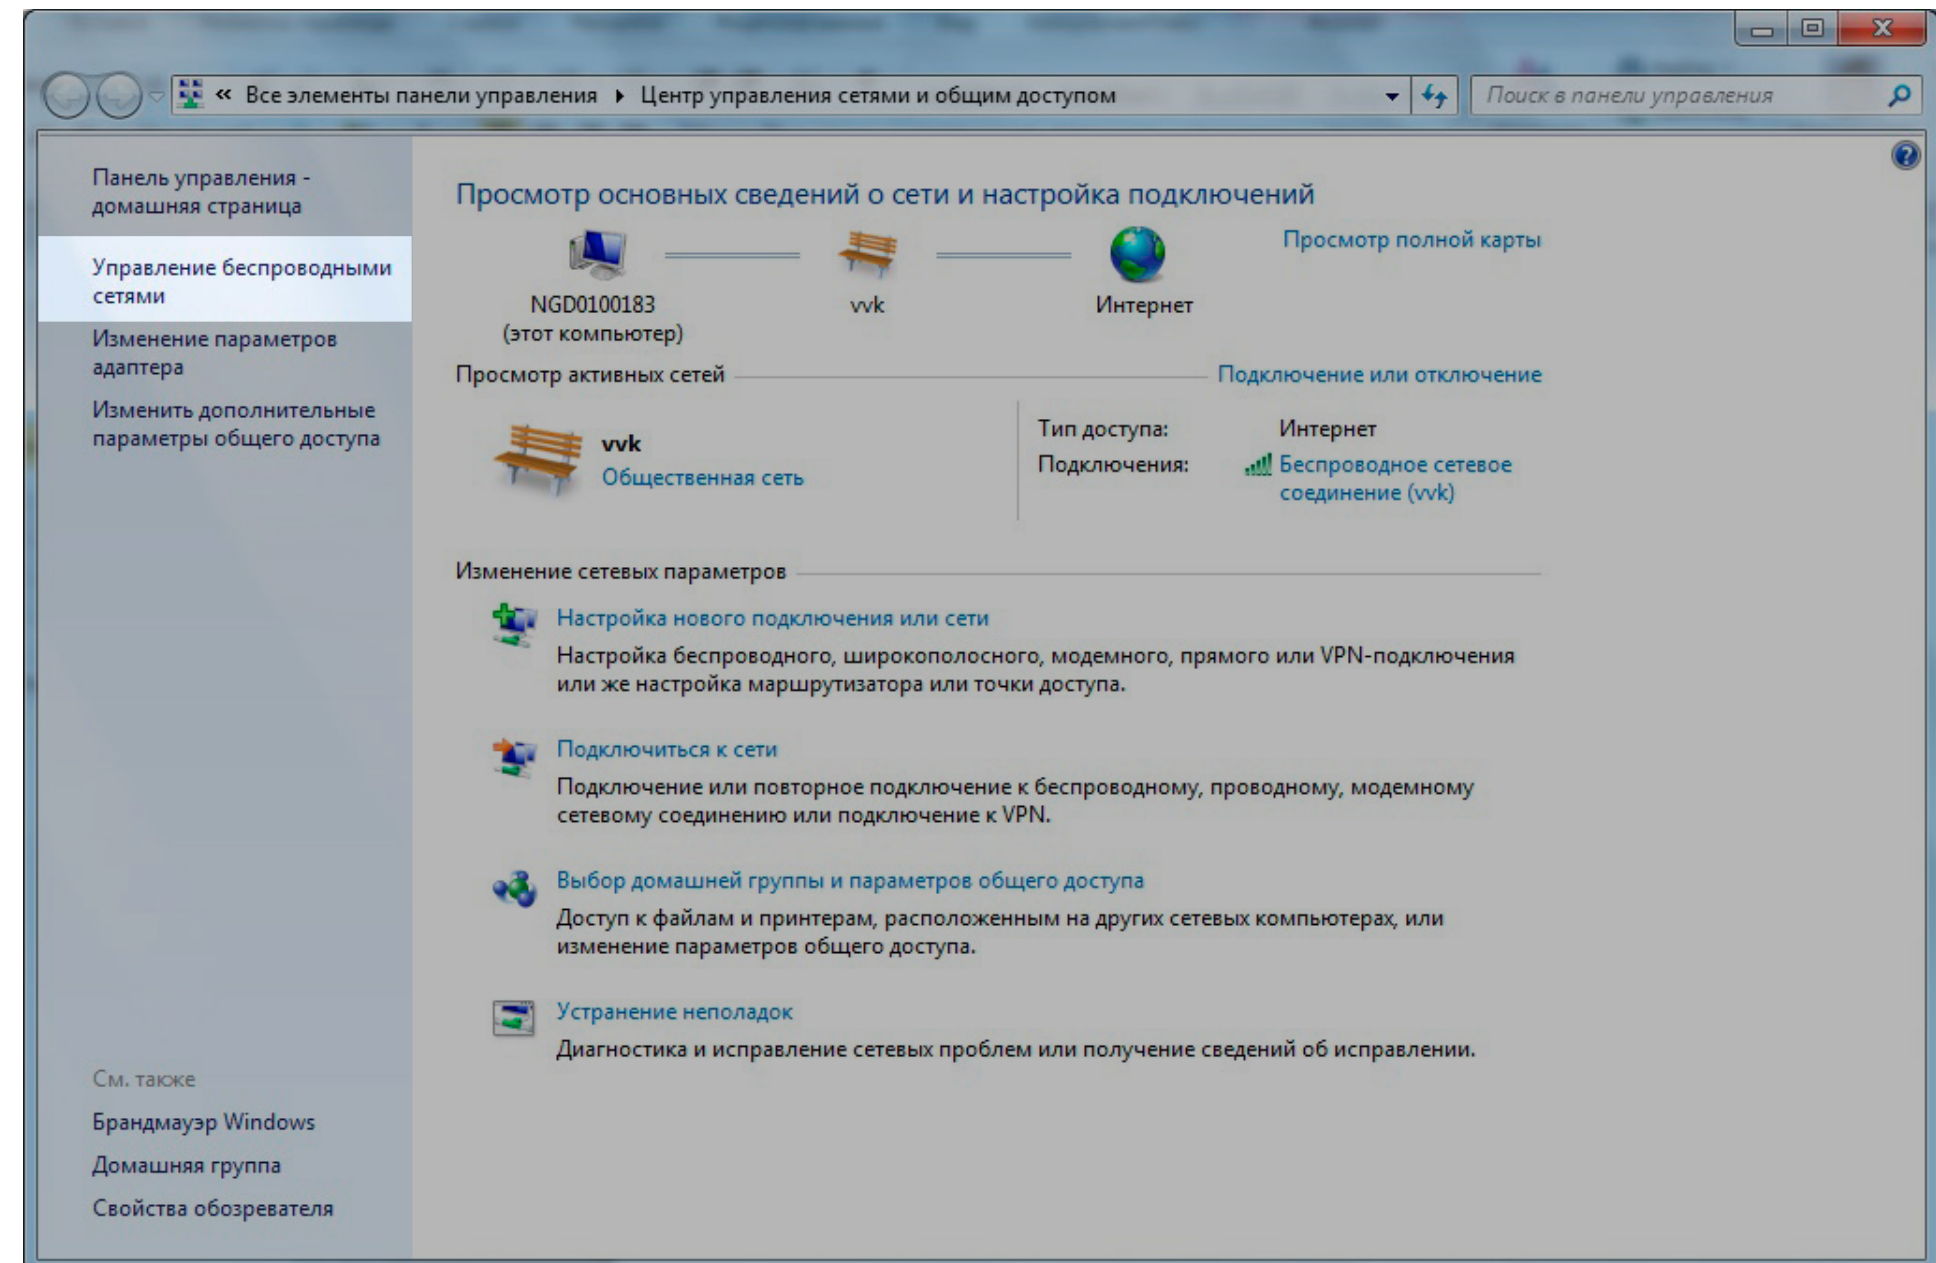 « Все элементы панели управления ▸ Центр управления сетями и общим доступом
Поиск в панели управления
Панель управления -
домашняя страница
Управление беспроводными
сетями
Изменение параметров
адаптера
Изменить дополнительные
параметры общего доступа
Просмотр основных сведений о сети и настройка подключений
Просмотр полной карты
NGD0100183
(этот компьютер)
vvk
Интернет
Просмотр активных сетей
Подключение или отключение
vvk
Общественная сеть
Тип доступа: Интернет
Подключения: Беспроводное сетевое
соединение (vvk)
Изменение сетевых параметров
Настройка нового подключения или сети
Настройка беспроводного, широкополосного, модемного, прямого или VPN-подключения
или же настройка маршрутизатора или точки доступа.
Подключиться к сети
Подключение или повторное подключение к беспроводному, проводному, модемному
сетевому соединению или подключение к VPN.
Выбор домашней группы и параметров общего доступа
Доступ к файлам и принтерам, расположенным на других сетевых компьютерах, или
изменение параметров общего доступа.
Устранение неполадок
Диагностика и исправление сетевых проблем или получение сведений об исправлении.
См. также
Брандмауэр Windows
Домашняя группа
Свойства обозревателя